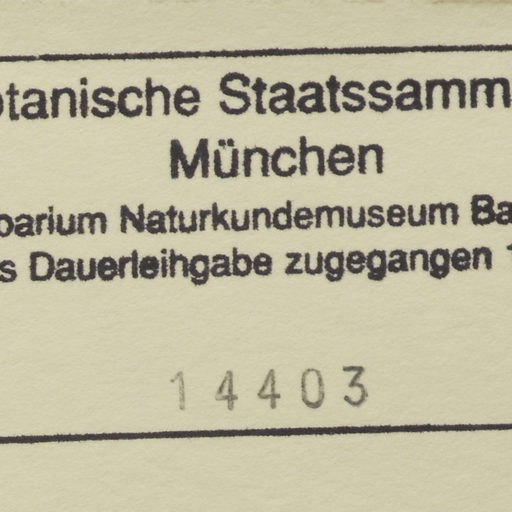 otanische Staatssamm
München
barium Naturkundemuseum Ba
s Dauerleihgabe zugegangen 1
14403